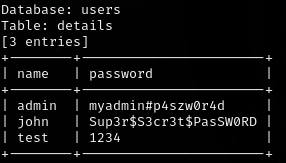 Database: users
Table: details
[3 entries]
+--------+-----------------------+
| name   | password              |
+--------+-----------------------+
| admin  | myadmin#p4szw0r4d     |
| john   | Sup3r$S3cr3t$PasSW0RD |
| test   | 1234                  |
+--------+-----------------------+